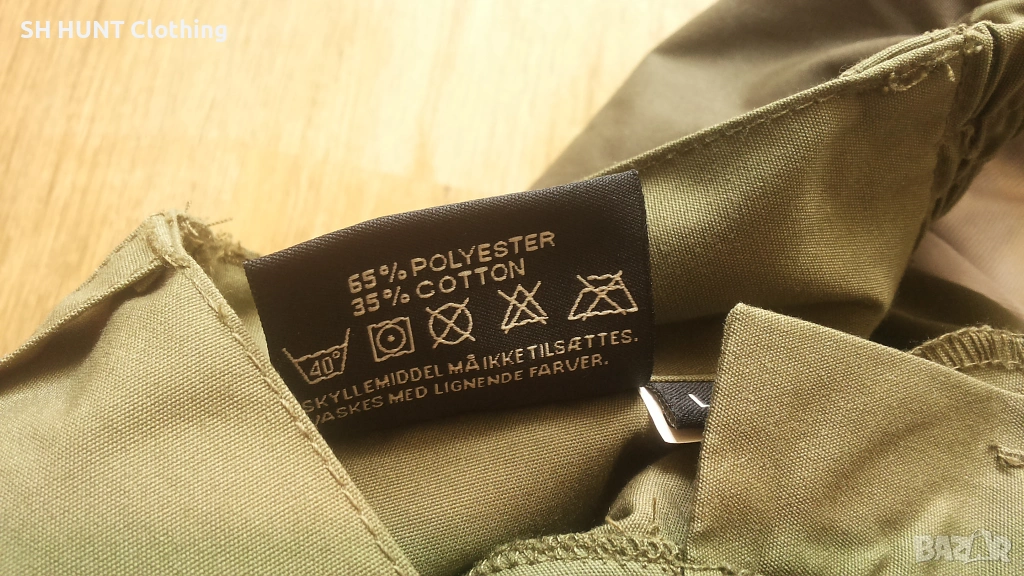 SH HUNT Clothing
65% POLYESTER
35% COTTON
40°
SKYLLEMIDDEL MÅ IKKE TILSÆTTES.
VASKES MED LIGNENDE FARVER.
BAZAR